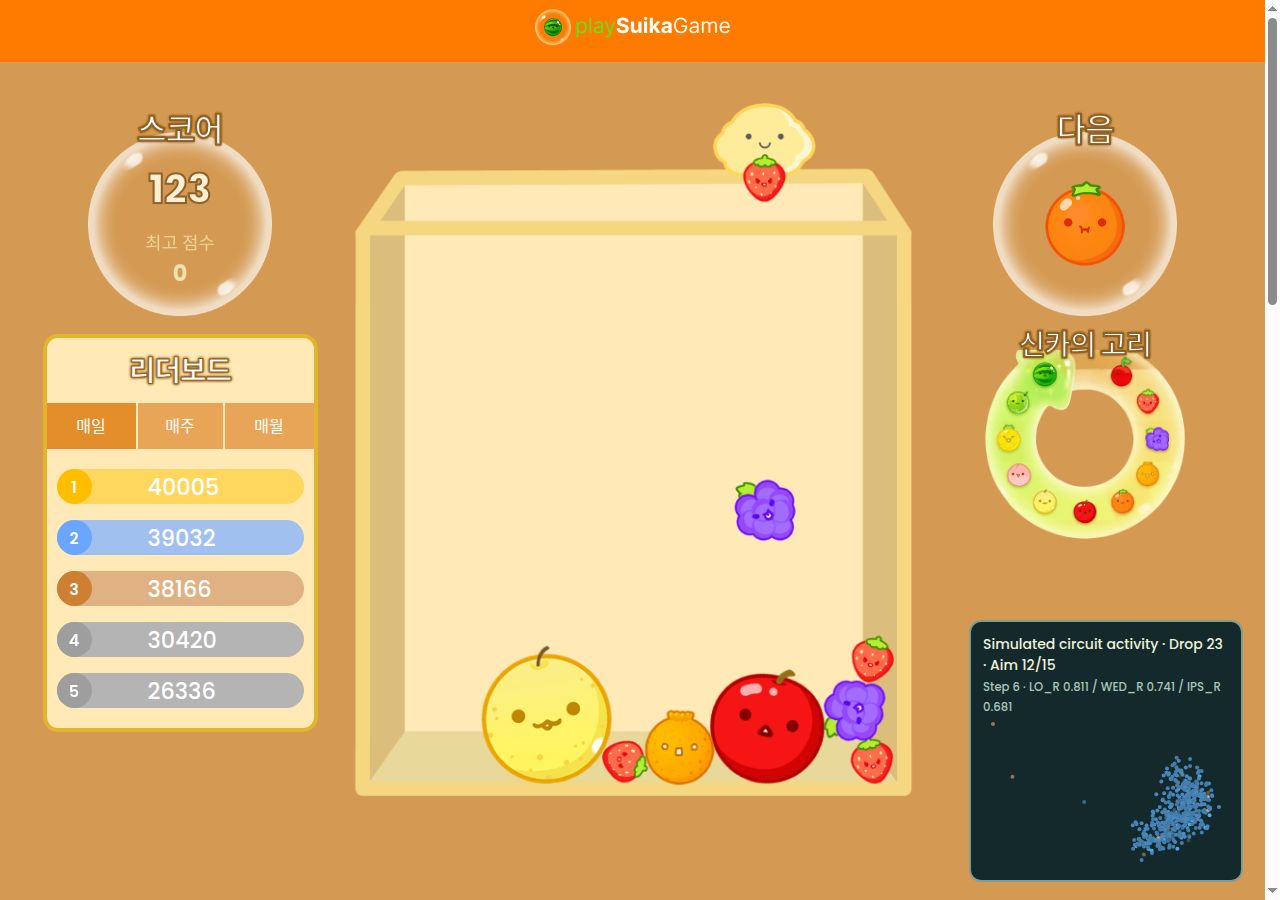 playSuikaGame
스코어
123
최고 점수
0
리더보드
매일 매주 매월
1 40005
2 39032
3 38166
4 30420
5 26336
다음
신카의 고리
Simulated circuit activity · Drop 23
· Aim 12/15
Step 6 · LO_R 0.811 / WED_R 0.741 / IPS_R
0.681